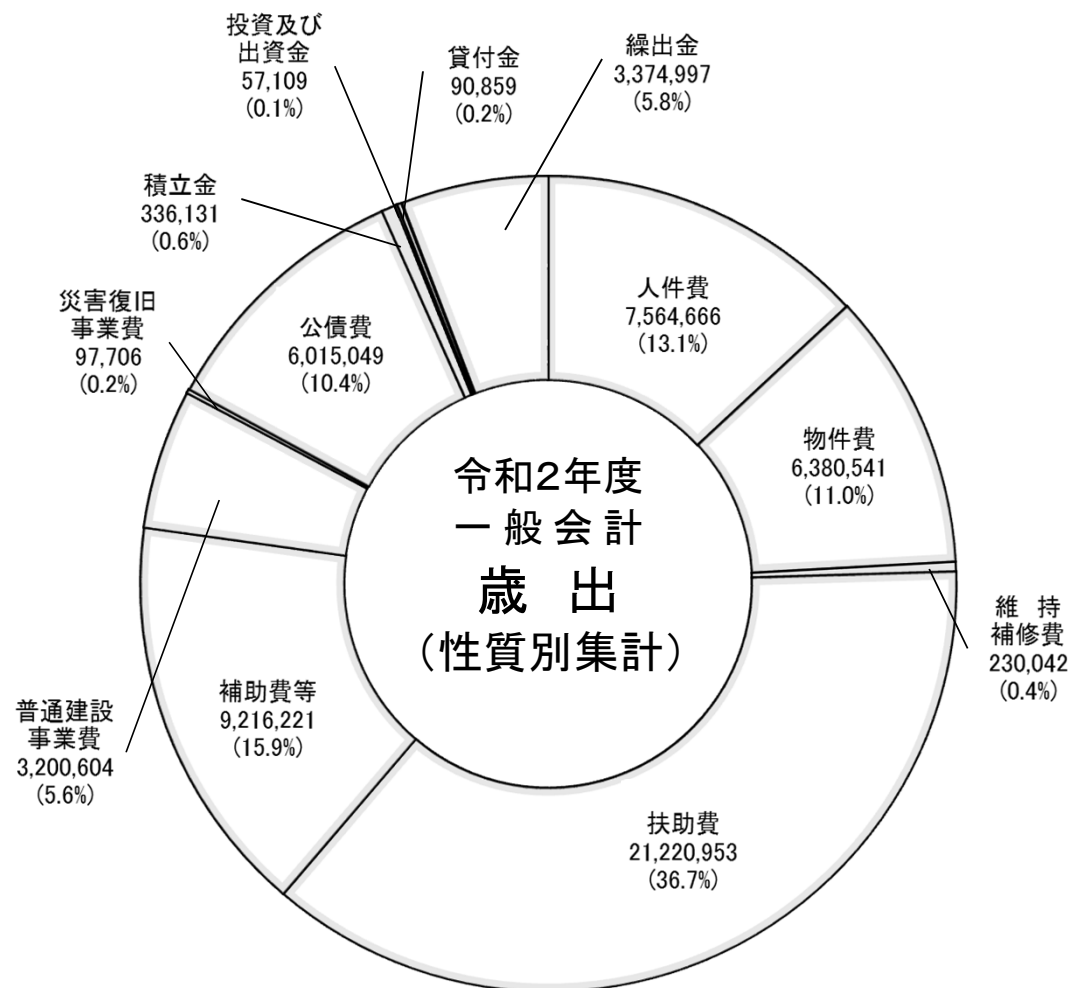 投資及び
出資金
57,109
(0.1%)
貸付金
90,859
(0.2%)
繰出金
3,374,997
(5.8%)
積立金
336,131
(0.6%)
災害復旧
事業費
97,706
(0.2%)
公債費
6,015,049
(10.4%)
人件費
7,564,666
(13.1%)
物件費
6,380,541
(11.0%)
令和2年度
一般会計
歳 出
(性質別集計)
維 持
補修費
230,042
(0.4%)
補助費等
9,216,221
(15.9%)
普通建設
事業費
3,200,604
(5.6%)
扶助費
21,220,953
(36.7%)